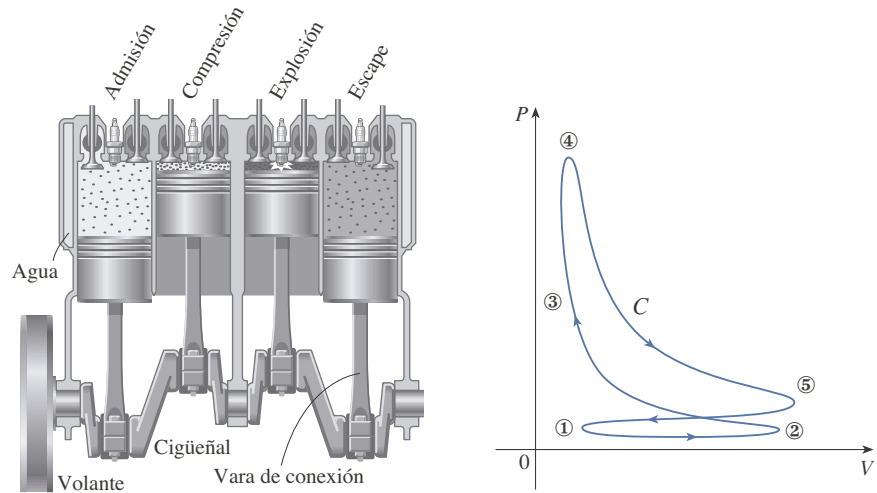 Admisión
Compresión
Explosión
Escape
Agua
Cigüeñal
Volante
Vara de conexión
P
④
③
C
⑤
①
②
0
V